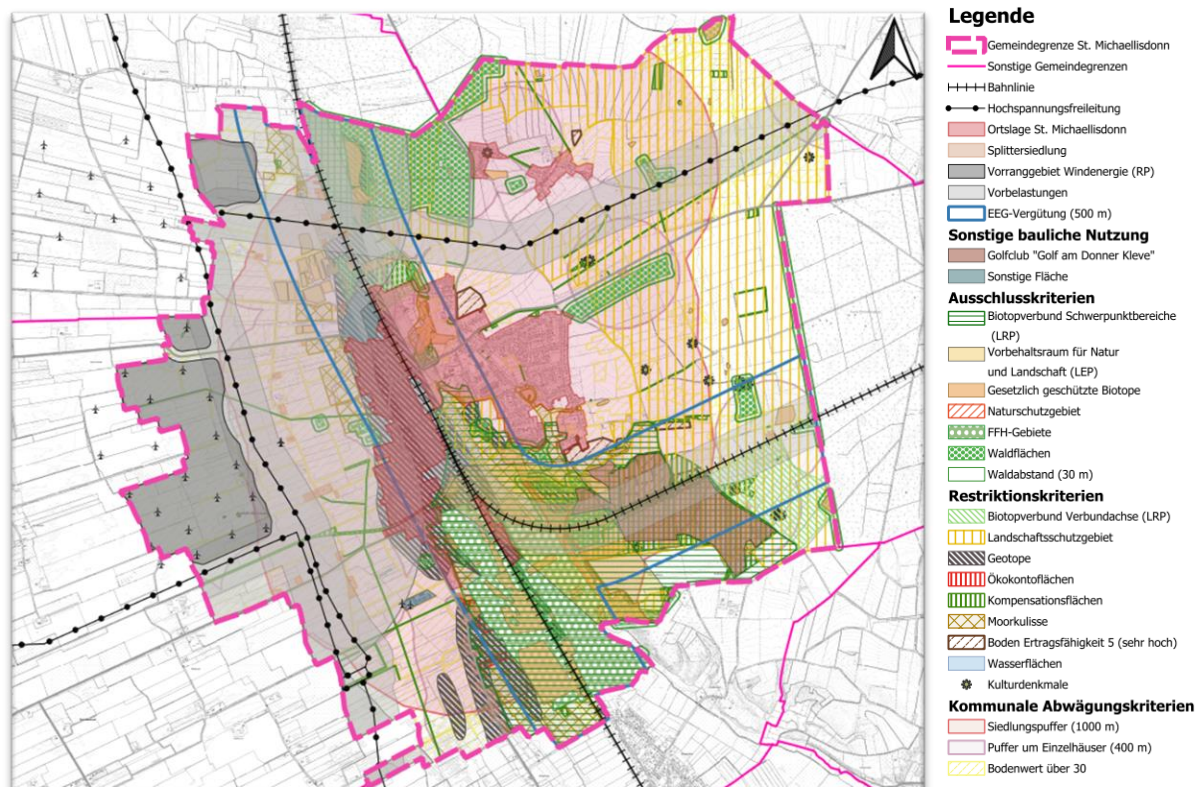 Legende
Gemeindegrenze St. Michaellisdonn
Sonstige Gemeindegrenzen
Bahnlinie
Hochspannungsfreileitung
Ortslage St. Michaellisdonn
Splittersiedlung
Vorranggebiet Windenergie (RP)
Vorbelastungen
EEG-Vergütung (500 m)
Sonstige bauliche Nutzung
Golfclub "Golf am Donner Kleve"
Sonstige Fläche
Ausschlusskriterien
Biotopverbund Schwerpunktbereiche
(LRP)
Vorbehaltsraum für Natur
und Landschaft (LEP)
Gesetzlich geschützte Biotope
Naturschutzgebiet
FFH-Gebiete
Waldflächen
Waldabstand (30 m)
Restriktionskriterien
Biotopverbund Verbundachse (LRP)
Landschaftsschutzgebiet
Geotope
Ökokontoflächen
Kompensationsflächen
Moorkulisse
Boden Ertragsfähigkeit 5 (sehr hoch)
Wasserflächen
Kulturdenkmale
Kommunale Abwägungskriterien
Siedlungspuffer (1000 m)
Puffer um Einzelhäuser (400 m)
Bodenwert über 30